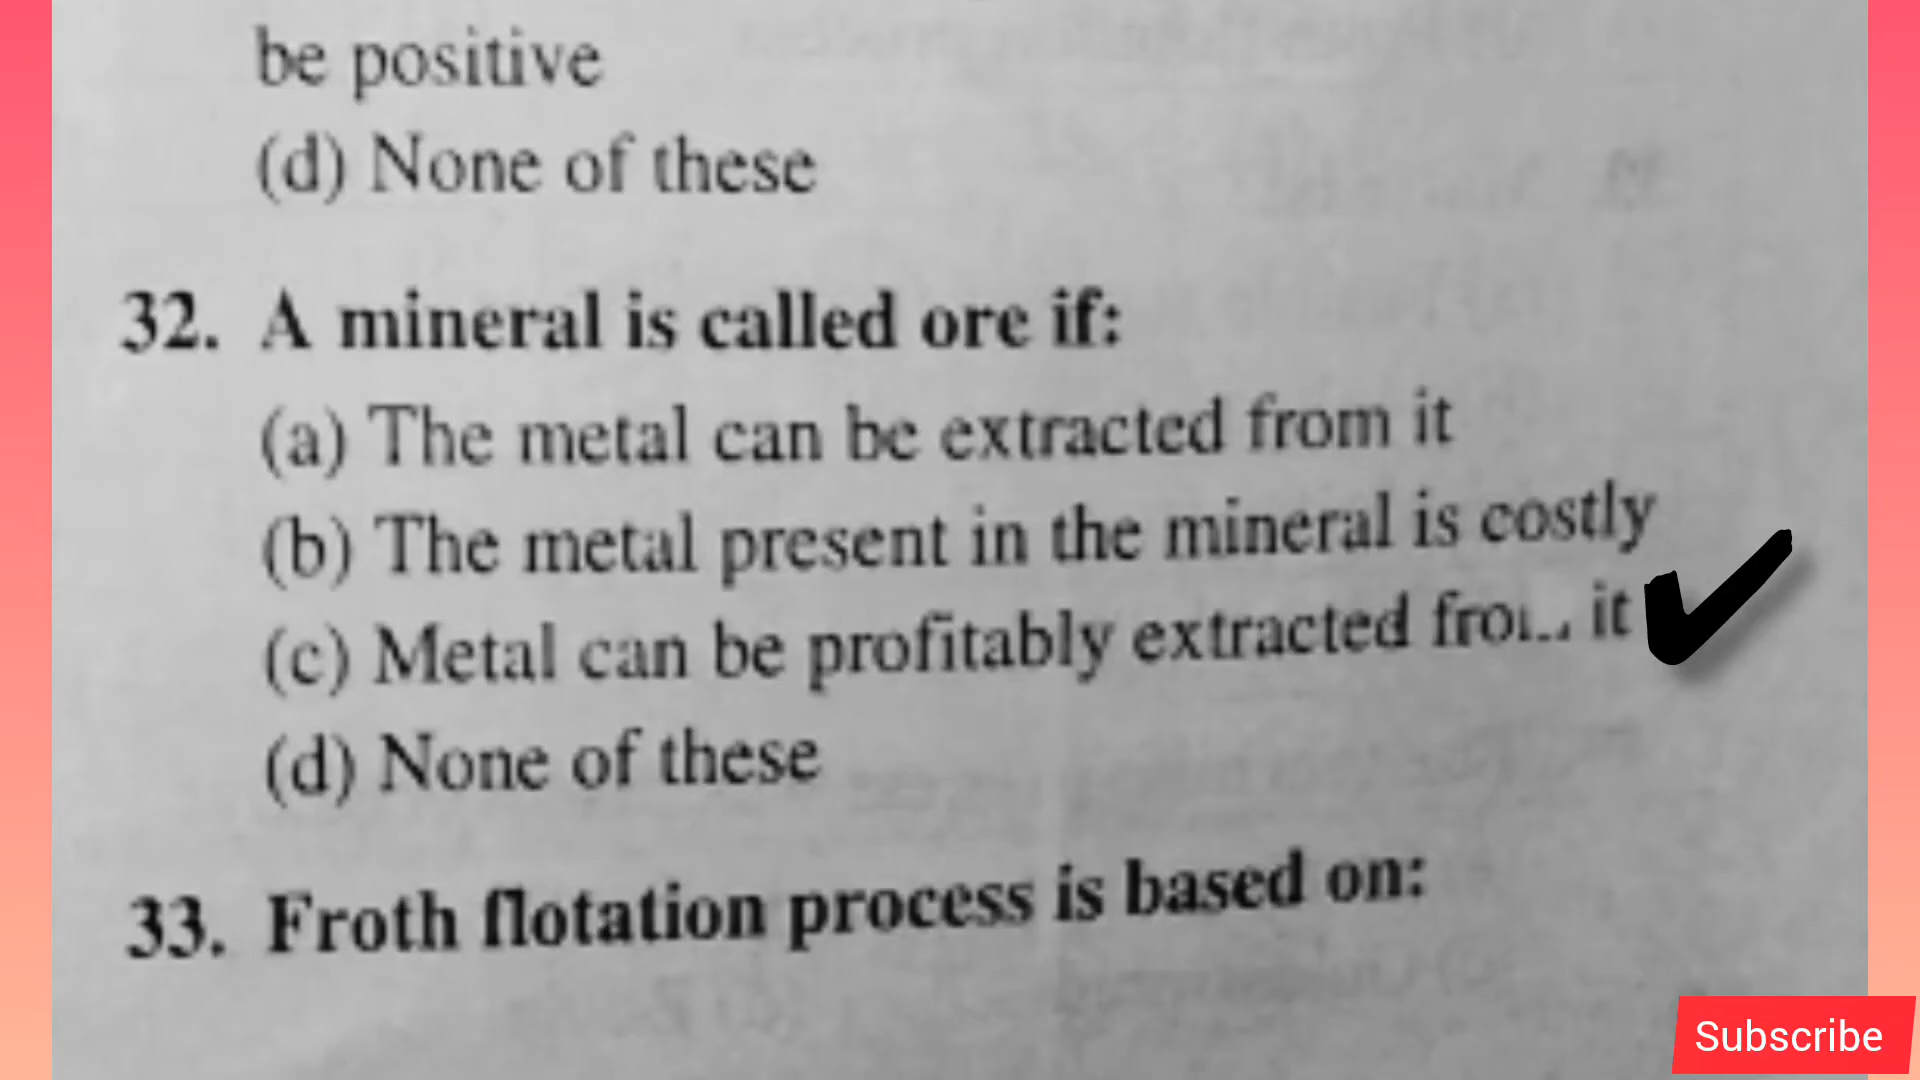 be positive
(d) None of these
32. A mineral is called ore if:
(a) The metal can be extracted from it
(b) The metal present in the mineral is costly
(c) Metal can be profitably extracted it
(d) None of these
33. Froth flotation process is based on:
Subscribe